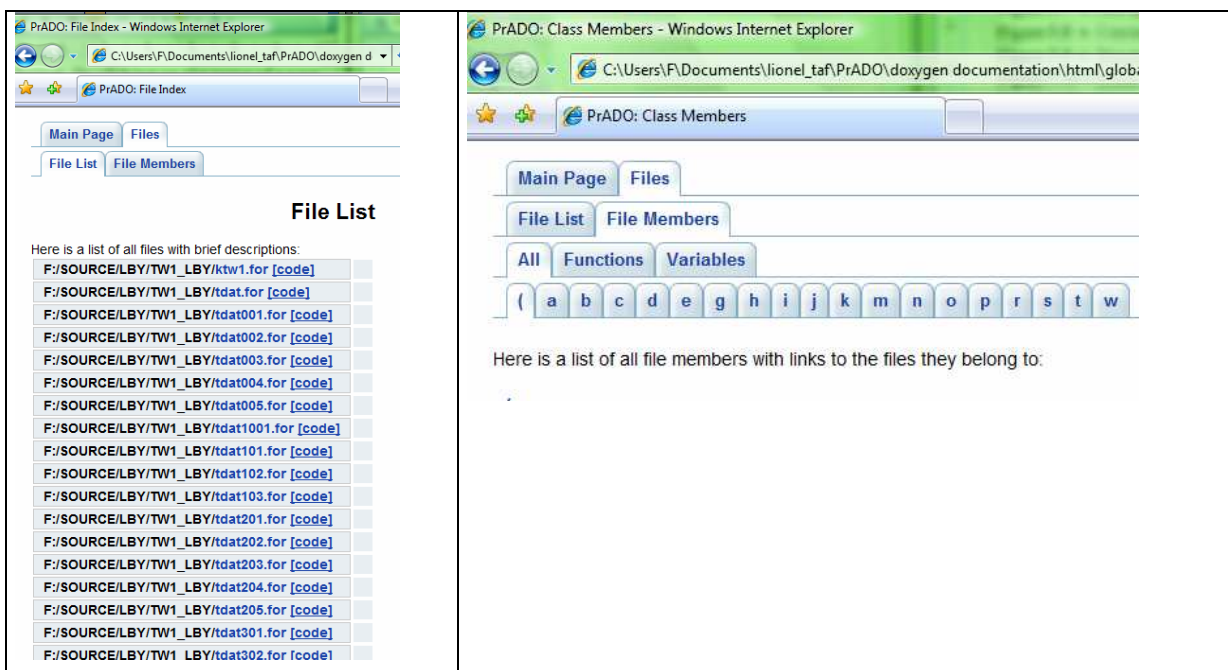 PrADO: File Index - Windows Internet Explorer
C:\Users\F\Documents\lionel_taf\PrADO\doxygen d
PrADO: File Index
Main Page Files
File List File Members
File List
Here is a list of all files with brief descriptions:
F:/SOURCE/LBY/TW1_LBY/ktw1.for [code]
F:/SOURCE/LBY/TW1_LBY/tdat.for [code]
F:/SOURCE/LBY/TW1_LBY/tdat001.for [code]
F:/SOURCE/LBY/TW1_LBY/tdat002.for [code]
F:/SOURCE/LBY/TW1_LBY/tdat003.for [code]
F:/SOURCE/LBY/TW1_LBY/tdat004.for [code]
F:/SOURCE/LBY/TW1_LBY/tdat005.for [code]
F:/SOURCE/LBY/TW1_LBY/tdat1001.for [code]
F:/SOURCE/LBY/TW1_LBY/tdat101.for [code]
F:/SOURCE/LBY/TW1_LBY/tdat102.for [code]
F:/SOURCE/LBY/TW1_LBY/tdat103.for [code]
F:/SOURCE/LBY/TW1_LBY/tdat201.for [code]
F:/SOURCE/LBY/TW1_LBY/tdat202.for [code]
F:/SOURCE/LBY/TW1_LBY/tdat203.for [code]
F:/SOURCE/LBY/TW1_LBY/tdat204.for [code]
F:/SOURCE/LBY/TW1_LBY/tdat205.for [code]
F:/SOURCE/LBY/TW1_LBY/tdat301.for [code]
F:/SOURCE/LBY/TW1_LBY/tdat302.for [code]
PrADO: Class Members - Windows Internet Explorer
C:\Users\F\Documents\lionel_taf\PrADO\doxygen documentation\html\globa
PrADO: Class Members
Main Page Files
File List File Members
All Functions Variables
( a b c d e g h i j k m n o p r s t w
Here is a list of all file members with links to the files they belong to: